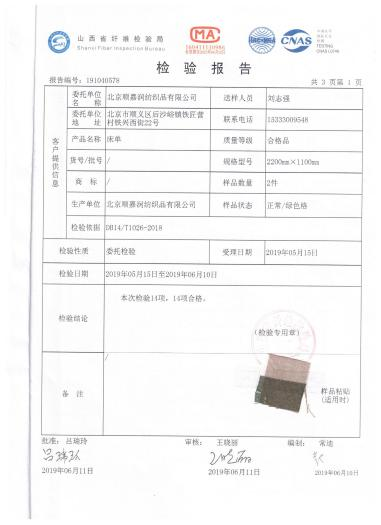 山西省纤维检验局
Shanxi Fiber Inspection Bureau
MA
160411110986
ilac-MRA
CNAS
TESTING
检 验 报 告
报告编号：191040578
共 3 页第 1 页
客户提供信息
委托单位名 称 北京顺嘉润纺织品有限公司 送样人员 刘志强
委托单位地 址 北京市顺义区后沙峪镇铁匠营村铁兴西街22号 联系电话 15333009548
产品名称 床单 质量等级 合格品
货号/批号 / 规格型号 2200mm×1100mm
商 标 / 样品数量 2件
生产单位 北京顺嘉润纺织品有限公司 样品状态 正常/绿色格
检验依据 DB14/T1026-2018
检验性质 委托检验 受理日期 2019年05月15日
检验日期 2019年05月15日至2019年06月10日
检验结论
本次检验14项，14项合格。
(检验专用章)
备 注 /
样品粘贴
(适用时)
批准：吕瑞玲 审核： 王晓丽 编制： 常迪
吕瑞玲
2019年06月11日 2019年06月11日 2019年06月10日